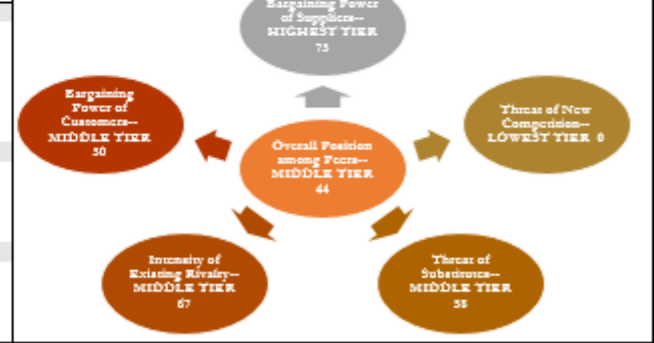 Bargaining Power
of Suppliers--
HIGHEST TIER
75
Bargaining
Power of
Customers--
MIDDLE TIER
30
Threat of New
Competition--
LOWEST TIER 0
Overall Position
among Peers--
MIDDLE TIER
44
Intensity of
Existing Rivalry--
MIDDLE TIER
67
Threat of
Substitutes--
MIDDLE TIER
58